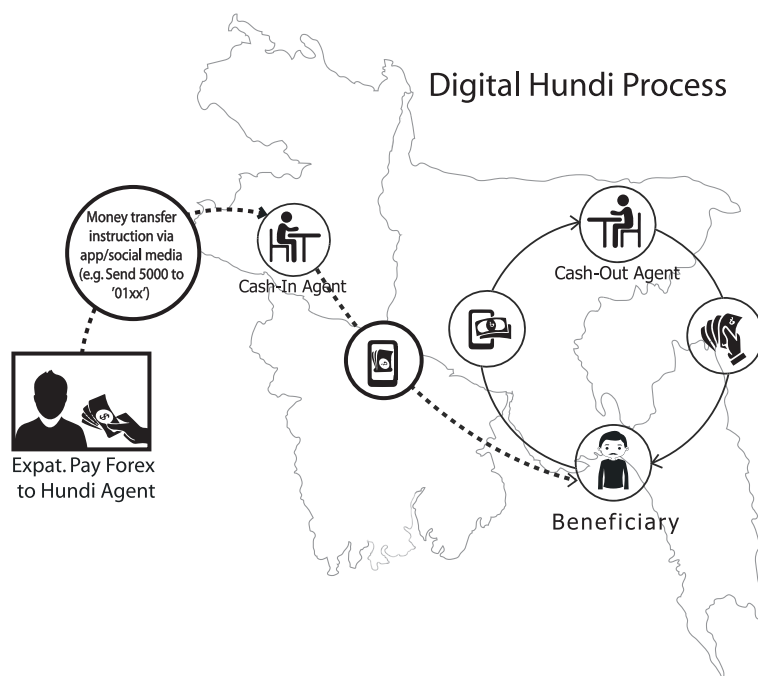 Digital Hundi Process
Money transfer
instruction via
app/social media
(e.g. Send 5000 to
'01xx')
Cash-In Agent
Cash-Out Agent
Expat. Pay Forex
to Hundi Agent
Beneficiary